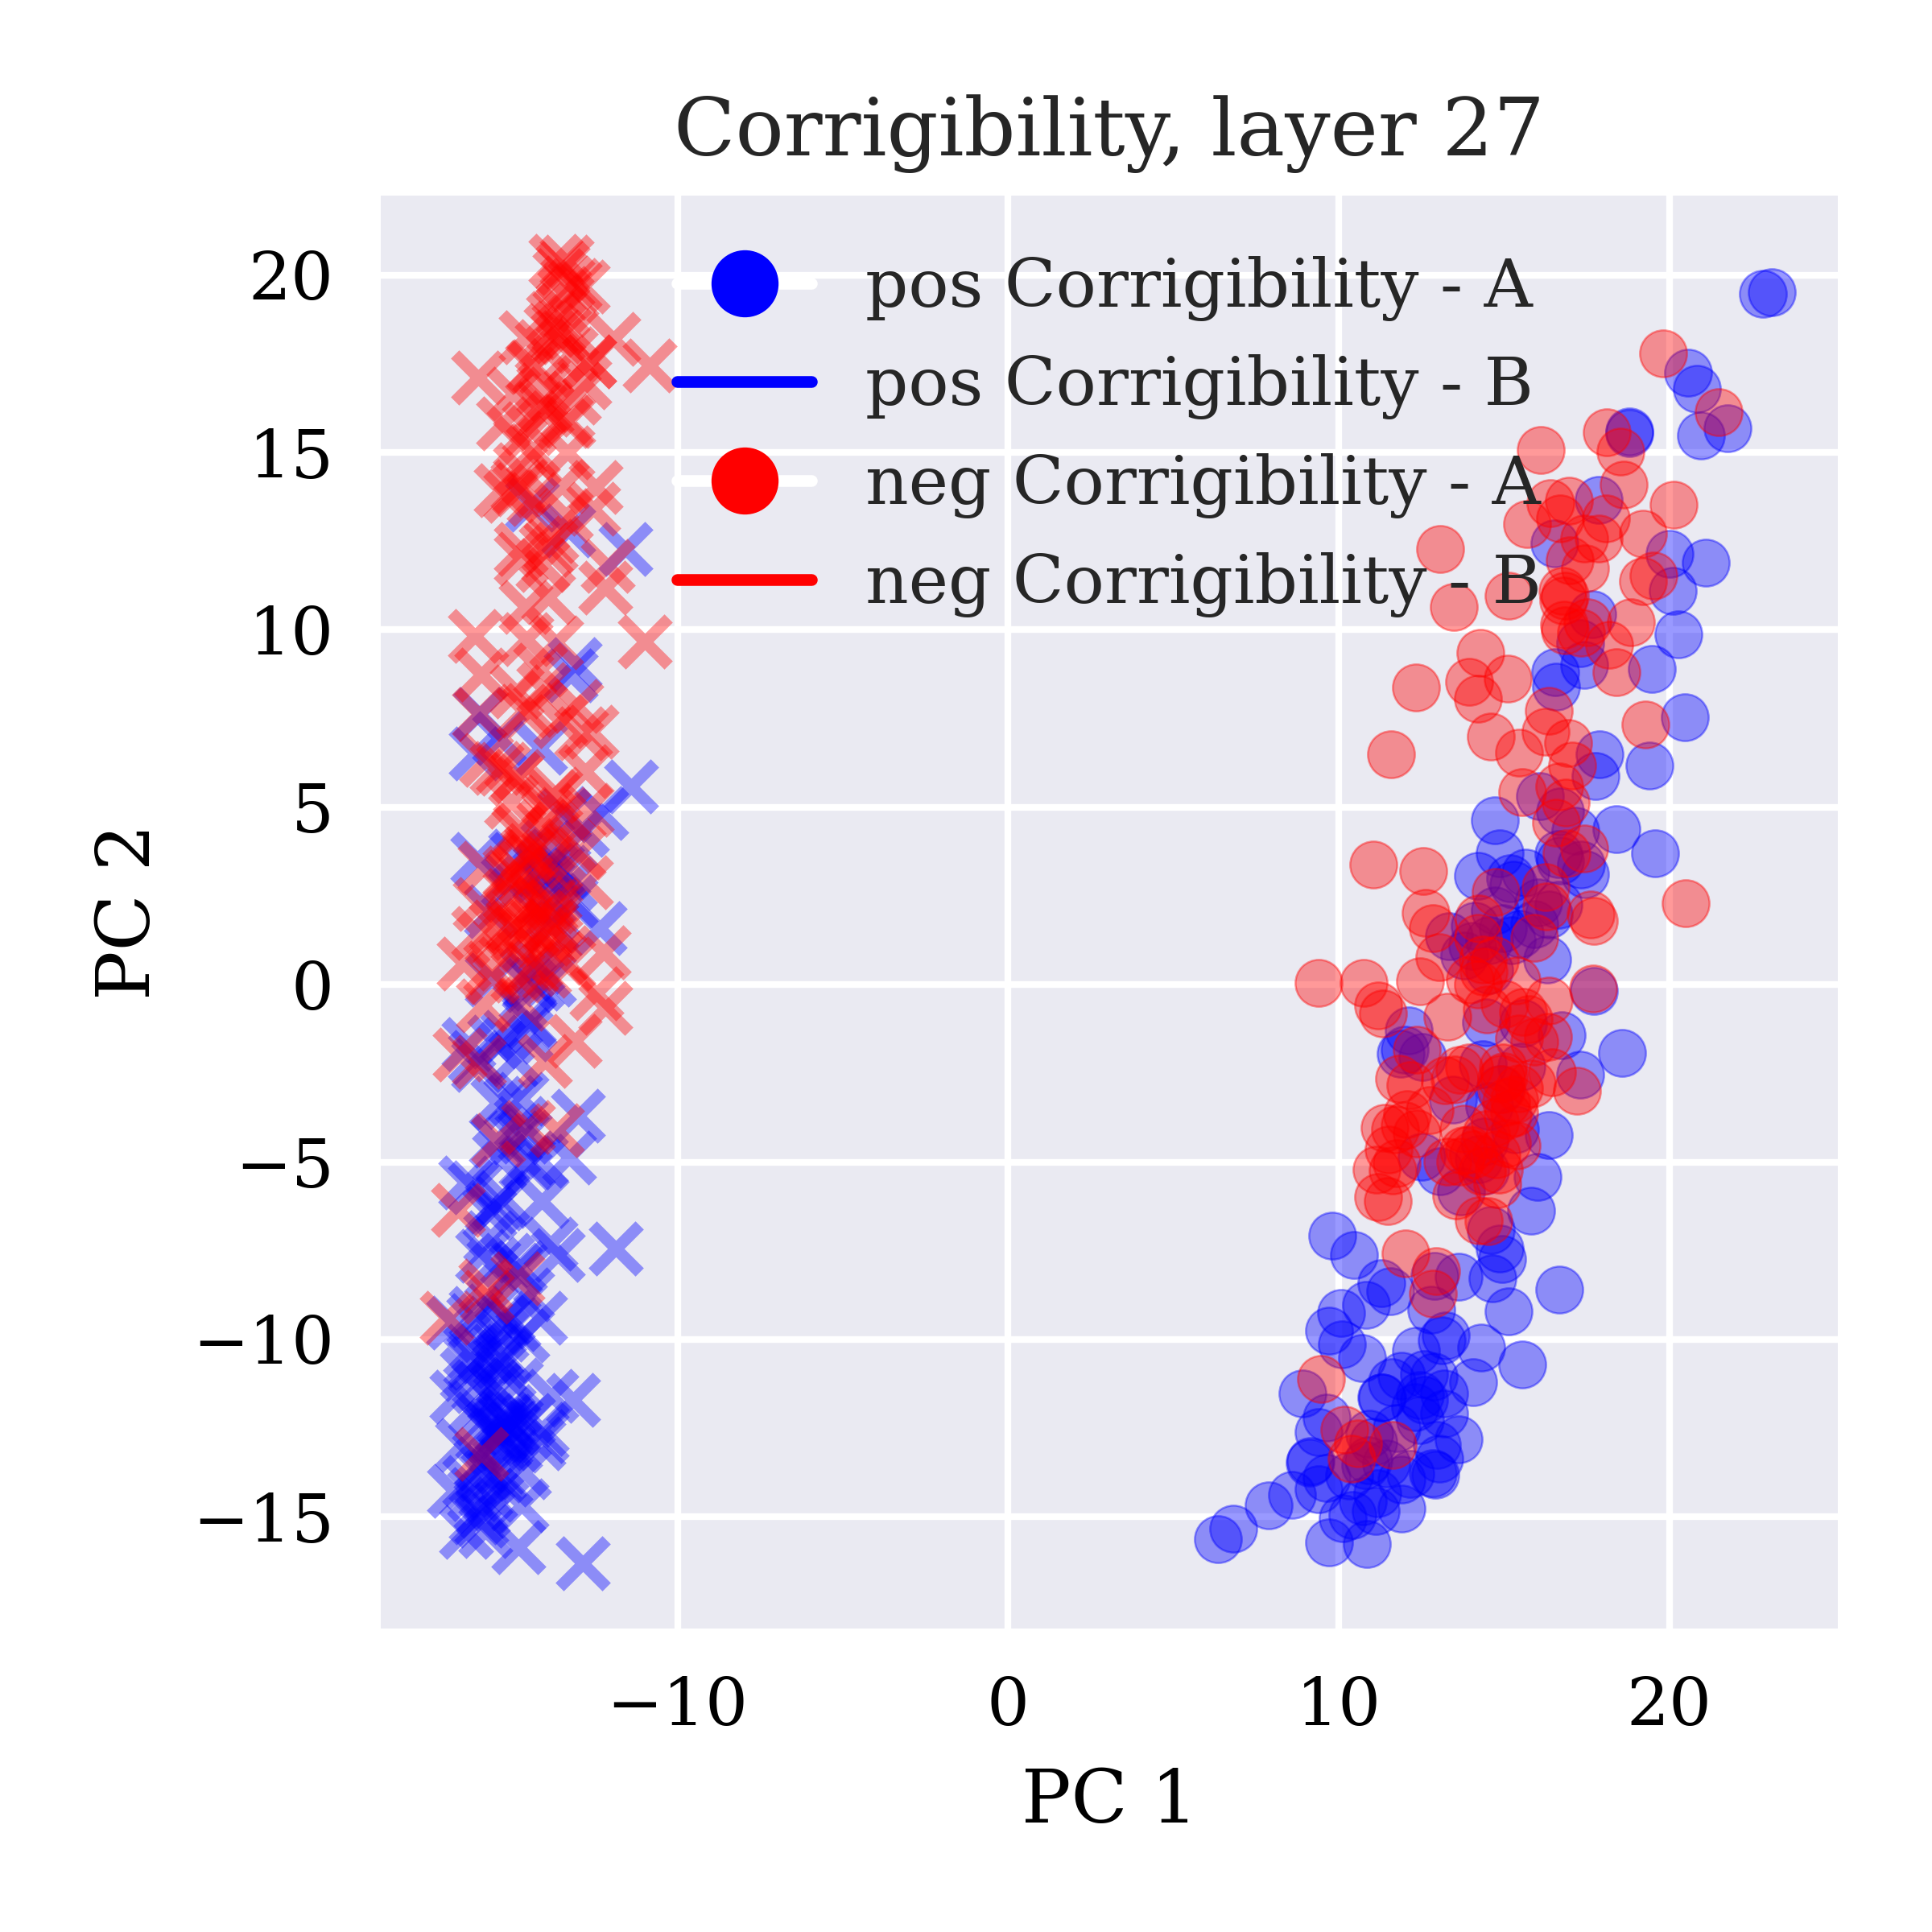 Corrigibility, layer 27
pos Corrigibility - A
pos Corrigibility - B
neg Corrigibility - A
neg Corrigibility - B
20
15
10
5
0
−5
−10
−15
PC 2
−10 0 10 20
PC 1